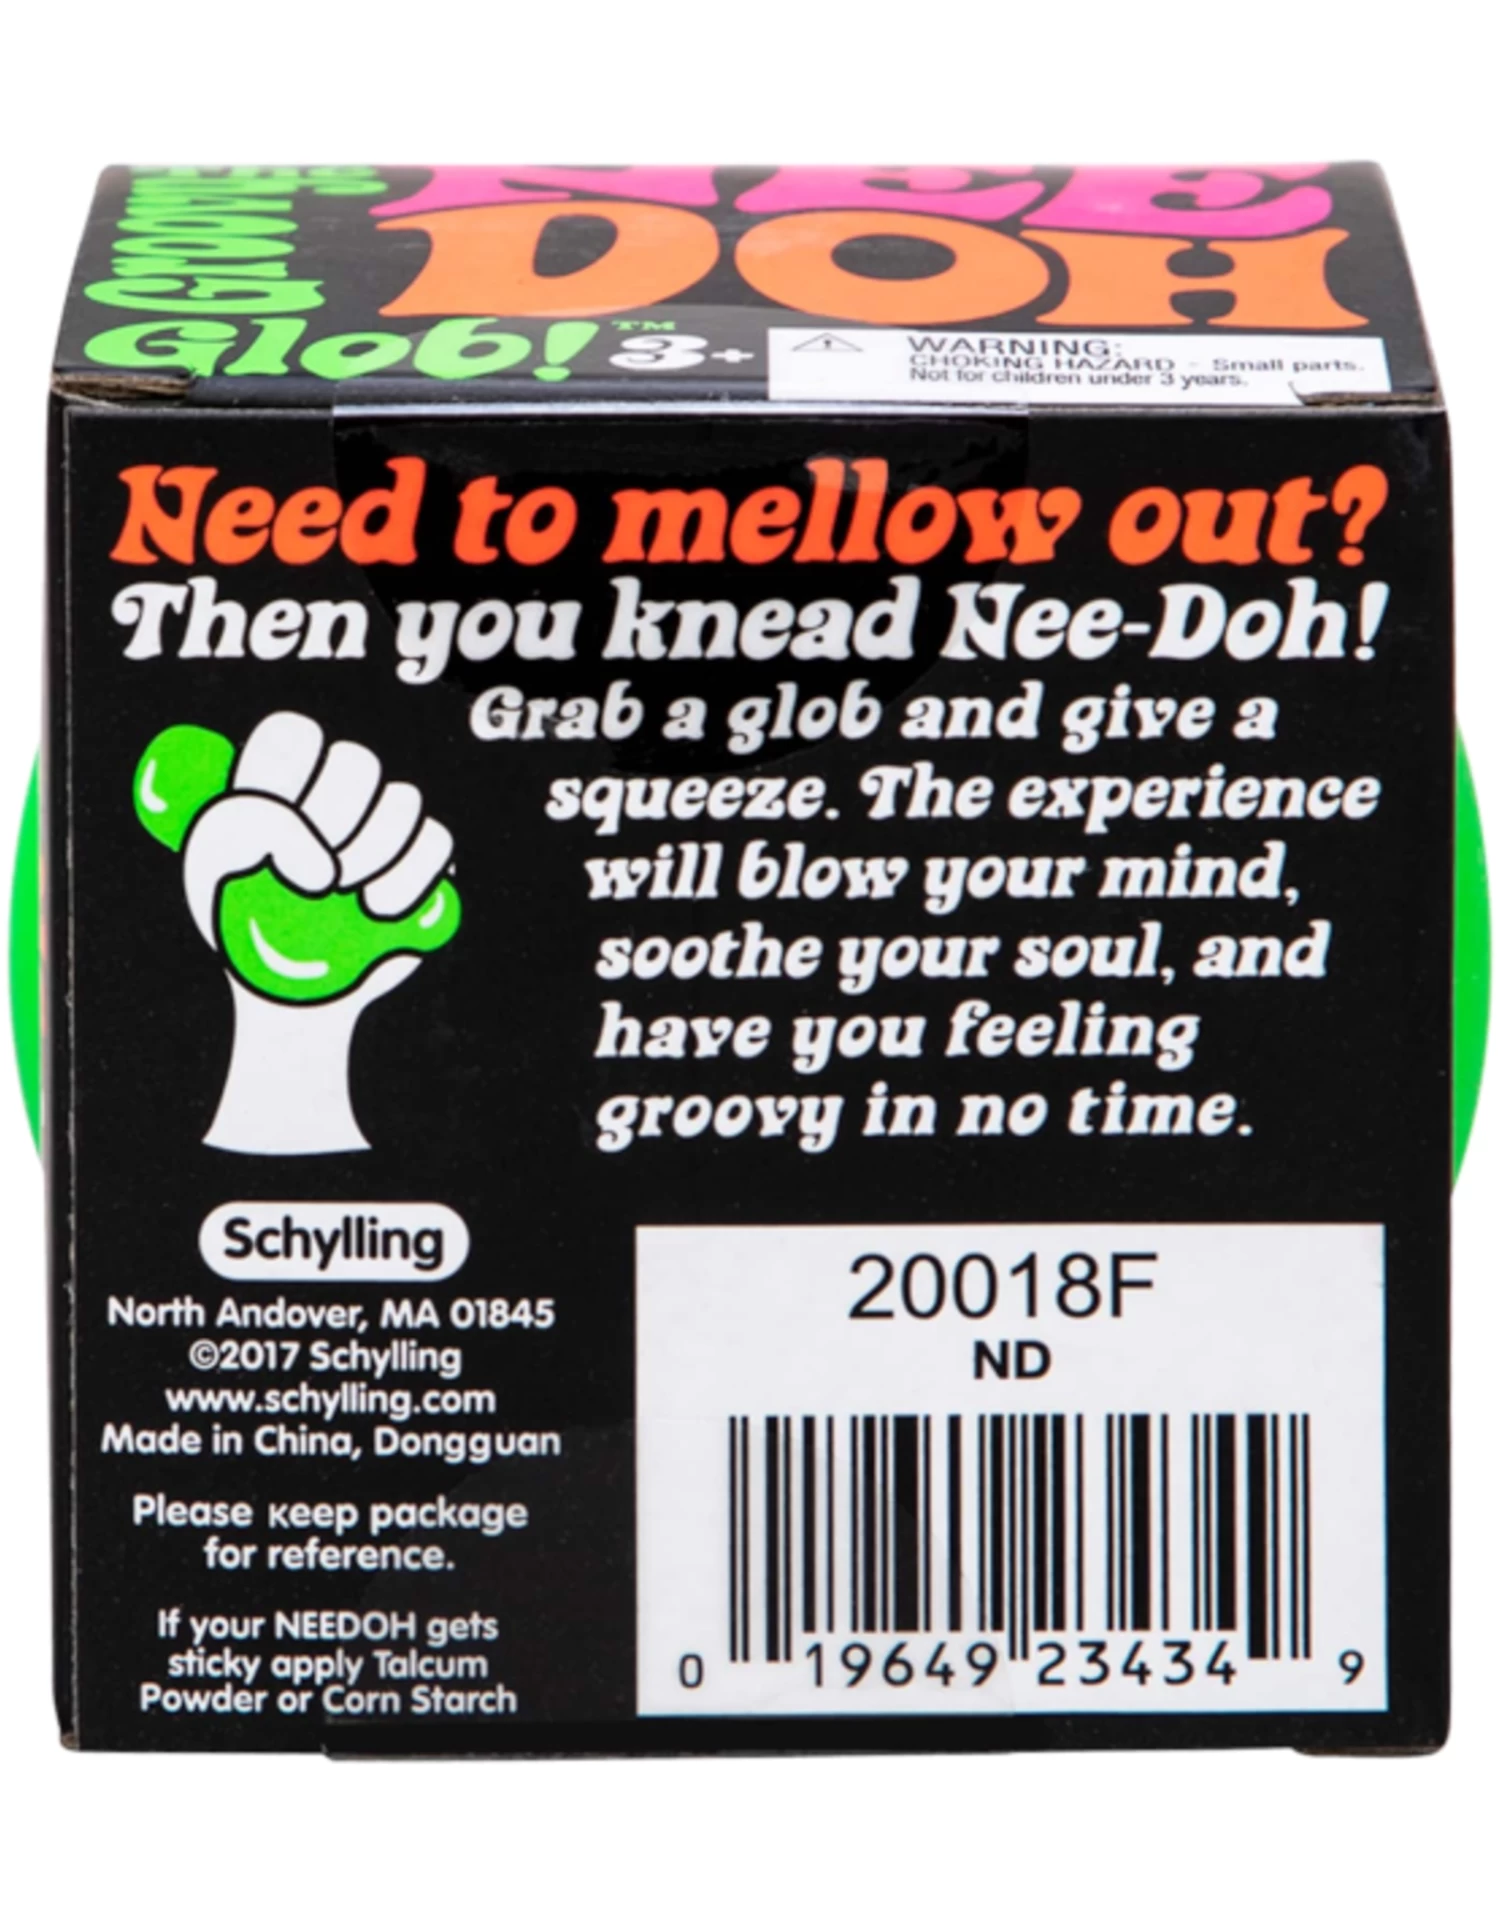 Groovy
Glob!™ 3+
NEE
DOH
WARNING:
CHOKING HAZARD - Small parts.
Not for children under 3 years.
Need to mellow out?
Then you knead Nee-Doh!
Grab a glob and give a
squeeze. The experience
will blow your mind,
soothe your soul, and
have you feeling
groovy in no time.
Schylling
North Andover, MA 01845
©2017 Schylling
www.schylling.com
Made in China, Dongguan
Please keep package
for reference.
If your NEEDOH gets
sticky apply Talcum
Powder or Corn Starch
20018F
ND
0 19649 23434 9